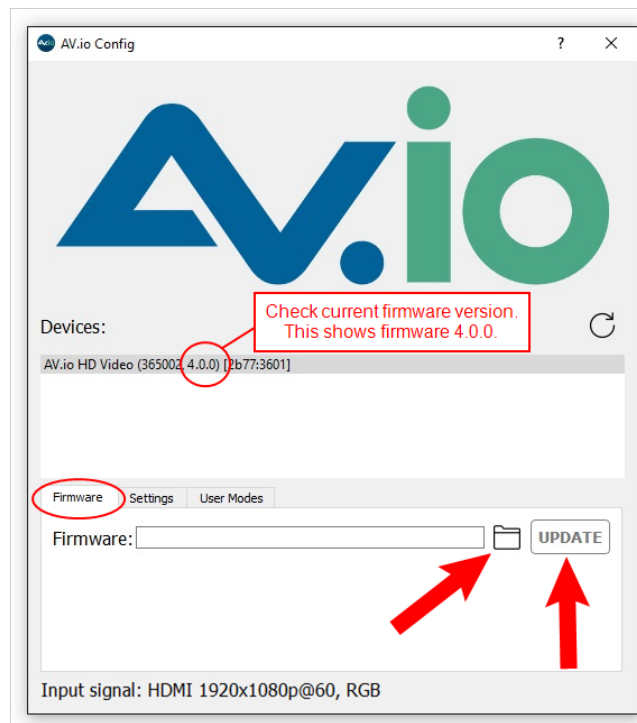 AV.io Config
?
AV.io
Check current firmware version.
This shows firmware 4.0.0.
Devices:
AV.io HD Video (365002, 4.0.0) [2b77:3601]
Firmware Settings User Modes
Firmware: UPDATE
Input signal: HDMI 1920x1080p@60, RGB